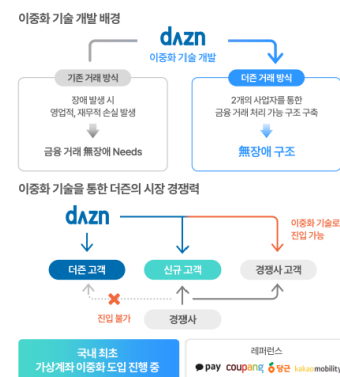 이중화 기술 개발 배경
dazn
이중화 기술 개발
기존 거래 방식
장애 발생 시
영업적, 재무적 손실 발생
금융 거래 無장애 Needs
더즌 거래 방식
2개의 사업자를 통한
금융 거래 처리 가능 구조 구축
無장애 구조
이중화 기술을 통한 더즌의 시장 경쟁력
dazn
이중화 기술로
진입 가능
더즌 고객
신규 고객
경쟁사 고객
진입 불가
경쟁사
국내 최초
가상계좌 이중화 도입 진행 중
레퍼런스
pay coupang 당근 kakaomobility